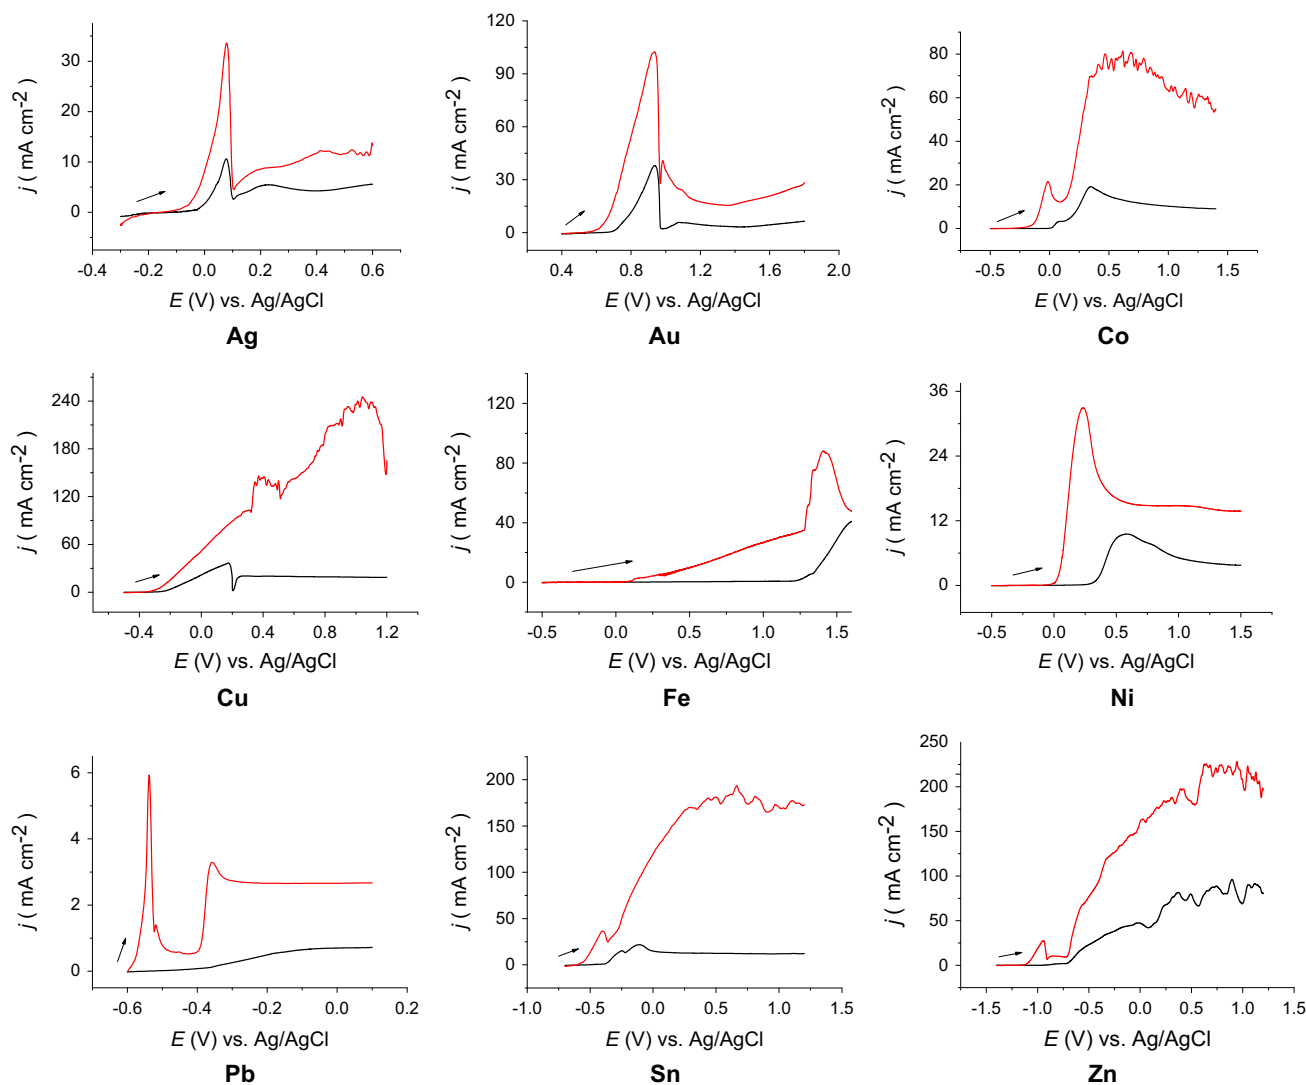 j ( mA cm-2 )
30
20
10
0
-0.4 -0.2 0.0 0.2 0.4 0.6
E (V) vs. Ag/AgCl
Ag
j ( mA cm-2 )
120
90
60
30
0
0.4 0.8 1.2 1.6 2.0
E (V) vs. Ag/AgCl
Au
j ( mA cm-2 )
80
60
40
20
0
-0.5 0.0 0.5 1.0 1.5
E (V) vs. Ag/AgCl
Co
j ( mA cm-2 )
240
180
120
60
0
-0.4 0.0 0.4 0.8 1.2
E (V) vs. Ag/AgCl
Cu
j ( mA cm-2 )
120
80
40
0
-0.5 0.0 0.5 1.0 1.5
E (V) vs. Ag/AgCl
Fe
j ( mA cm-2 )
36
24
12
0
-0.5 0.0 0.5 1.0 1.5
E (V) vs. Ag/AgCl
Ni
j ( mA cm-2 )
6
4
2
0
-0.6 -0.4 -0.2 0.0 0.2
E (V) vs. Ag/AgCl
Pb
j ( mA cm-2 )
200
150
100
50
0
-1.0 -0.5 0.0 0.5 1.0 1.5
E (V) vs. Ag/AgCl
Sn
j ( mA cm-2 )
250
200
150
100
50
0
-1.5 -1.0 -0.5 0.0 0.5 1.0 1.5
E (V) vs. Ag/AgCl
Zn